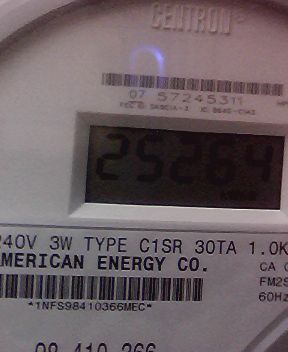 CENTRON
07 57245311
25264
240V 3W TYPE C1SR 30TA 1.0K
AMERICAN ENERGY CO.
CA
FM2S
60Hz
*1NFS98410366MEC*
98 410 366